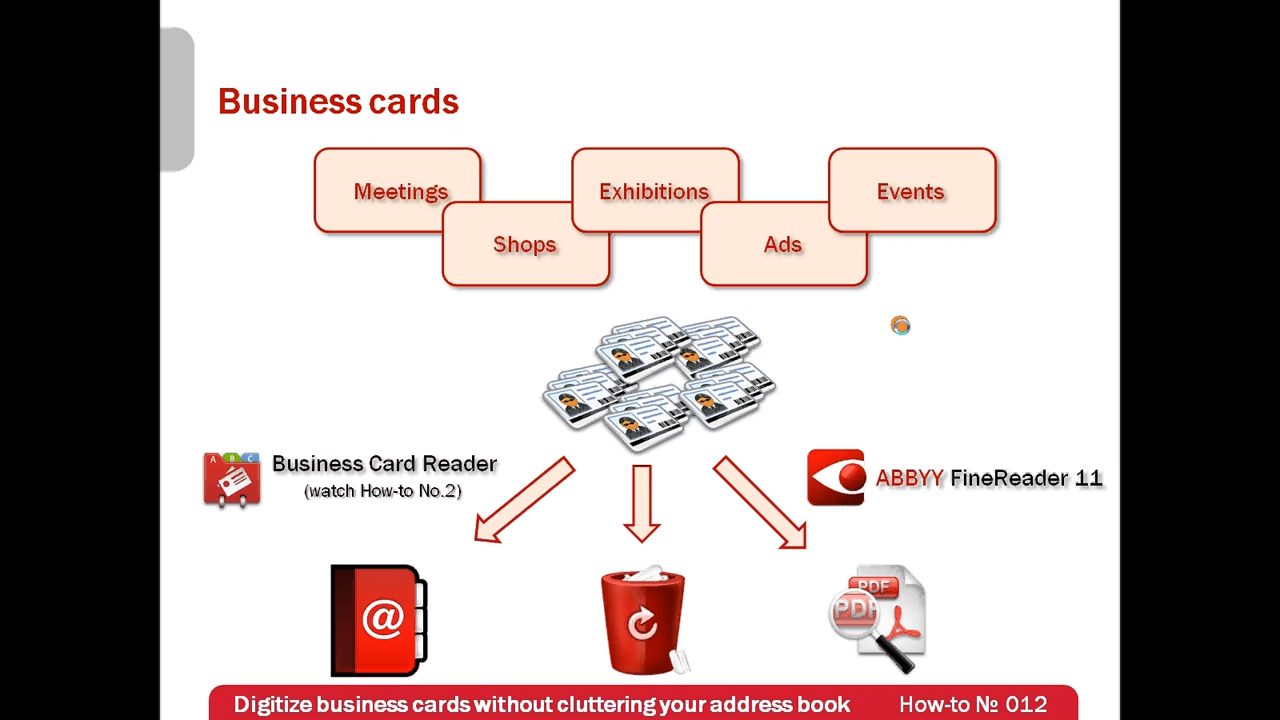 Business cards
Meetings
Exhibitions
Events
Shops
Ads
Business Card Reader
(watch How-to No.2)
ABBYY FineReader 11
A B C
@
PDF
PDF
Digitize business cards without cluttering your address book
How-to № 012